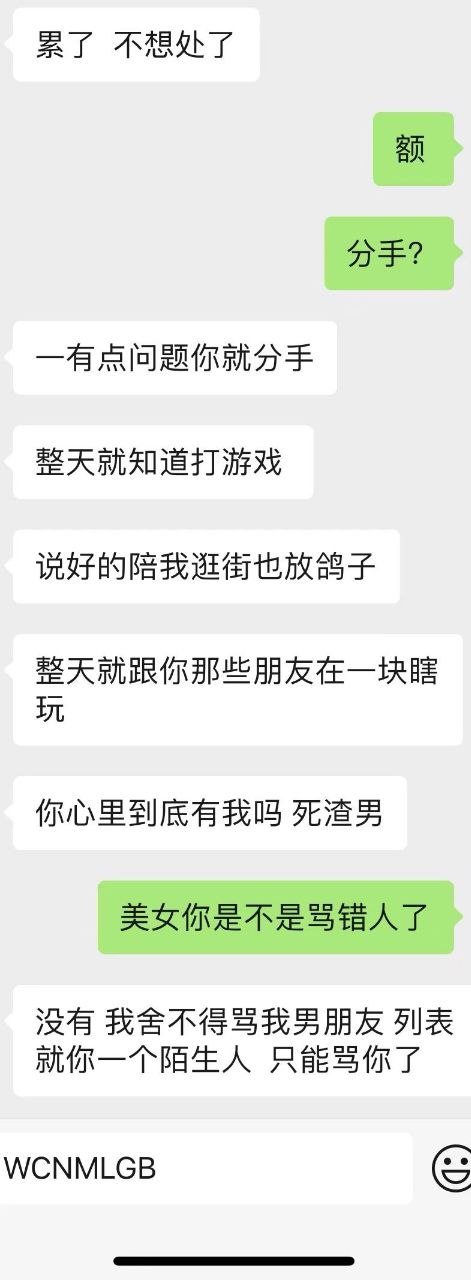 累了 不想处了
额
分手?
一有点问题你就分手
整天就知道打游戏
说好的陪我逛街也放鸽子
整天就跟你那些朋友在一块瞎
玩
你心里到底有我吗 死渣男
美女你是不是骂错人了
没有 我舍不得骂我男朋友 列表
就你一个陌生人 只能骂你了
WCNMLGB